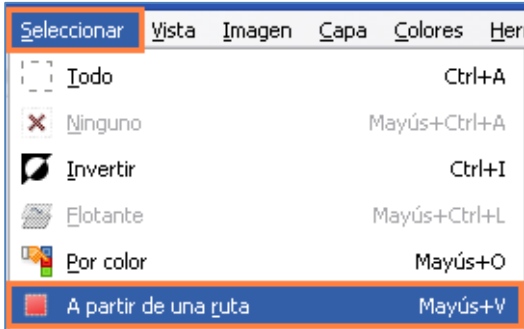 Seleccionar Vista Imagen Capa Colores Her
Todo Ctrl+A
Ninguno Mayús+Ctrl+A
Invertir Ctrl+I
Flotante Mayús+Ctrl+L
Por color Mayús+O
A partir de una ruta Mayús+V